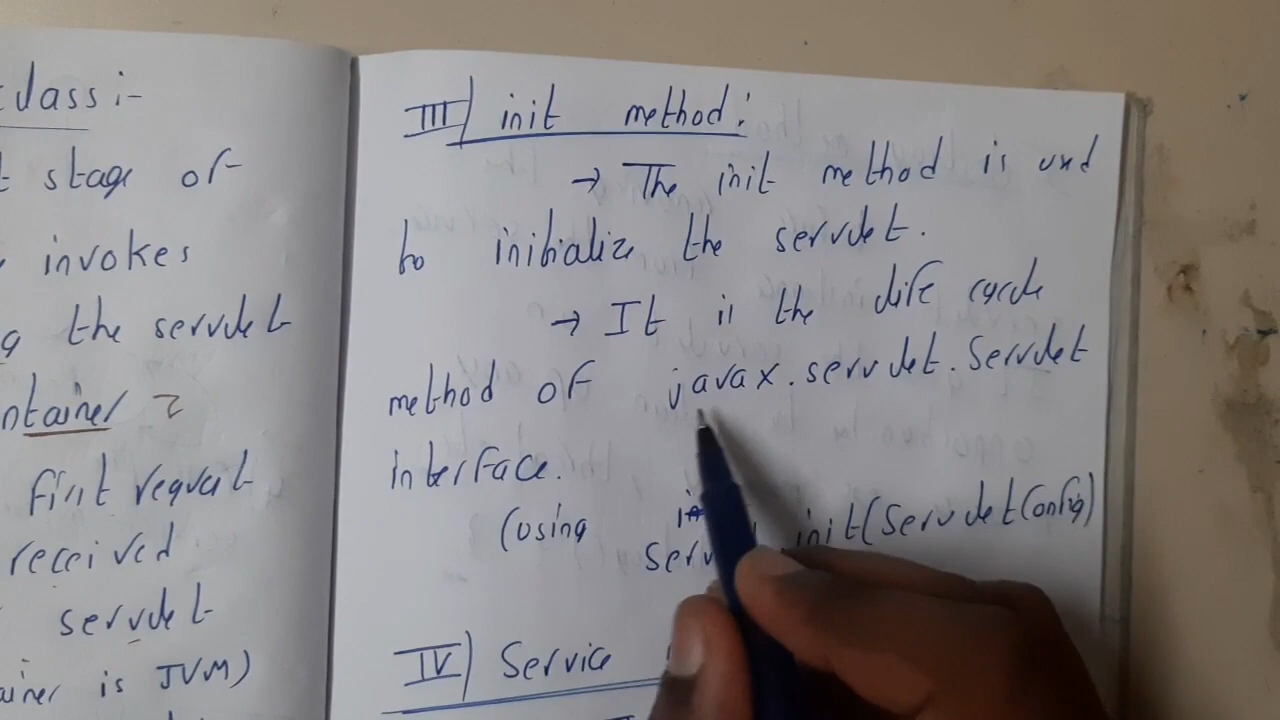 class :-
stage of
invokes
the servlet
ntainer
first request
received
servlet
is JVM)
III) init method :
→ The init method is used
to initialize the servlet.
→ It is the life cycle
method of javax.servlet.Servlet
interface.
(using
init(ServletConfig)
IV) Service